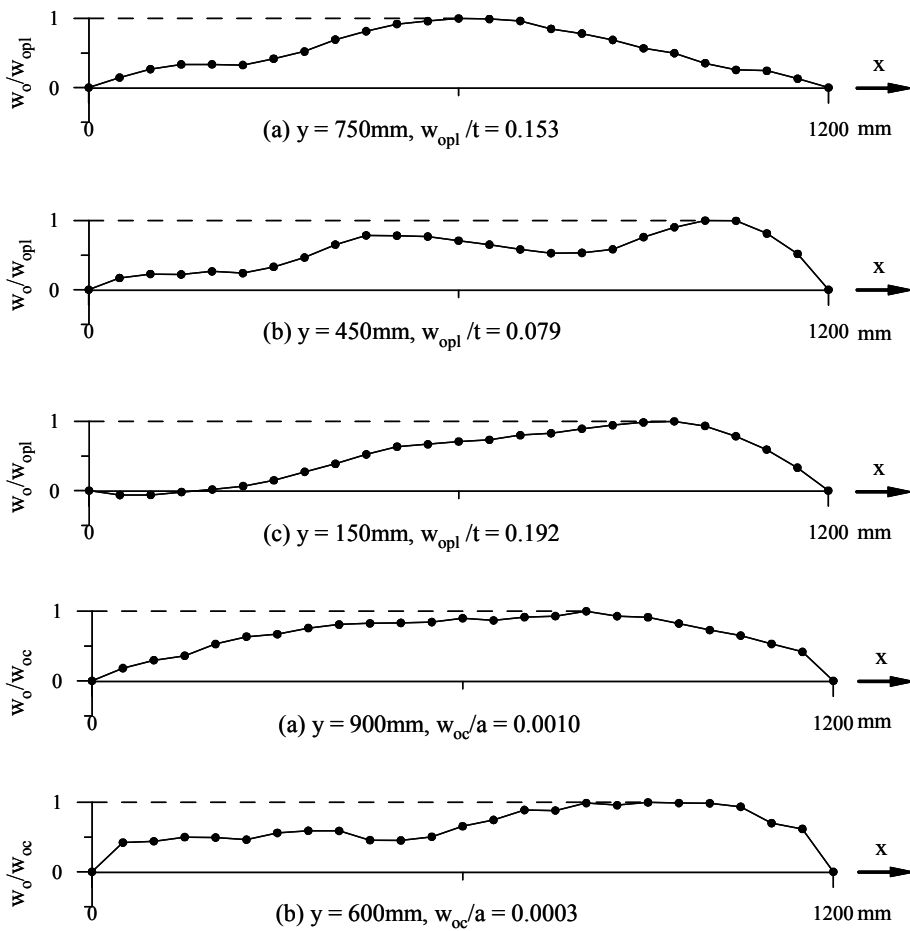 1
w_o/w_opl
0
x
0
1200 mm
(a) y = 750mm, w_opl /t = 0.153
1
w_o/w_opl
0
x
0
1200 mm
(b) y = 450mm, w_opl /t = 0.079
1
w_o/w_opl
0
x
0
1200 mm
(c) y = 150mm, w_opl /t = 0.192
1
w_o/w_oc
0
x
0
1200 mm
(a) y = 900mm, w_oc/a = 0.0010
1
w_o/w_oc
0
x
0
1200 mm
(b) y = 600mm, w_oc/a = 0.0003